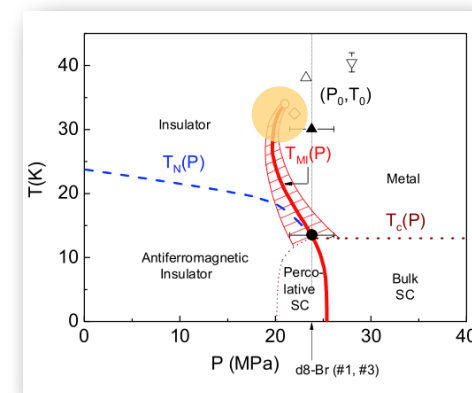 40
30
20
10
0
T(K)
0
10
20
30
40
P (MPa)
Insulator
(P0,T0)
TMI(P)
Metal
TN(P)
Tc(P)
Antiferromagnetic
Insulator
Perco-
lative
SC
Bulk
SC
d8-Br (#1, #3)